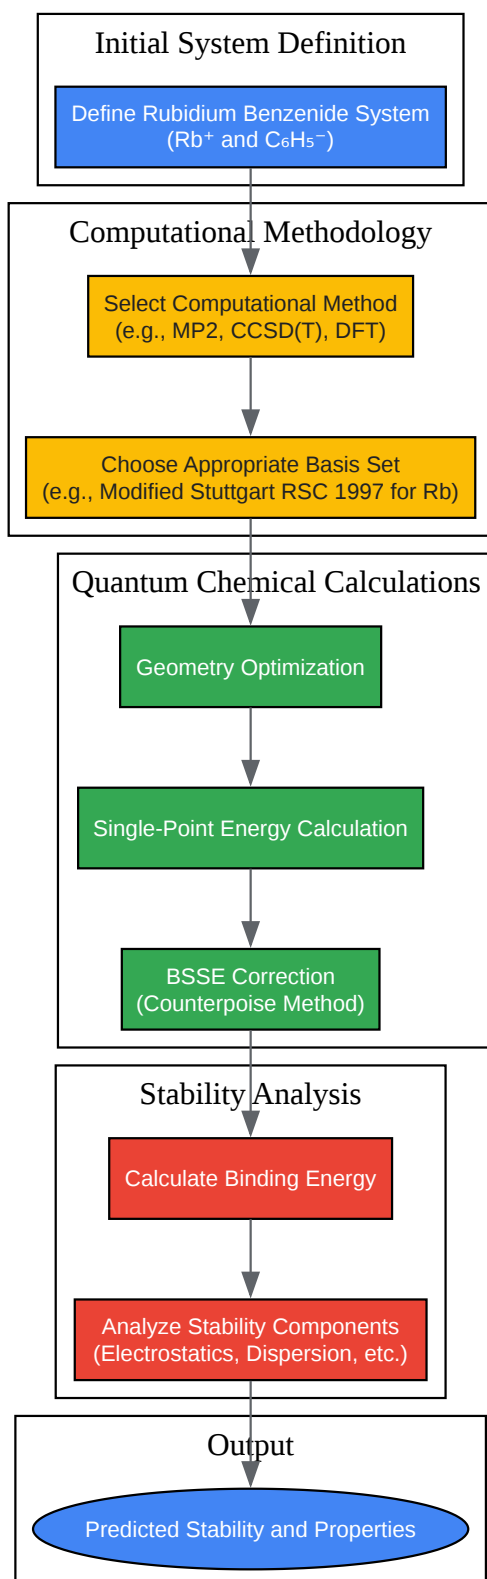 Initial System Definition
Define Rubidium Benzenide System
(Rb⁺ and C₆H₅⁻)
Computational Methodology
Select Computational Method
(e.g., MP2, CCSD(T), DFT)
Choose Appropriate Basis Set
(e.g., Modified Stuttgart RSC 1997 for Rb)
Quantum Chemical Calculations
Geometry Optimization
Single-Point Energy Calculation
BSSE Correction
(Counterpoise Method)
Stability Analysis
Calculate Binding Energy
Analyze Stability Components
(Electrostatics, Dispersion, etc.)
Output
Predicted Stability and Properties